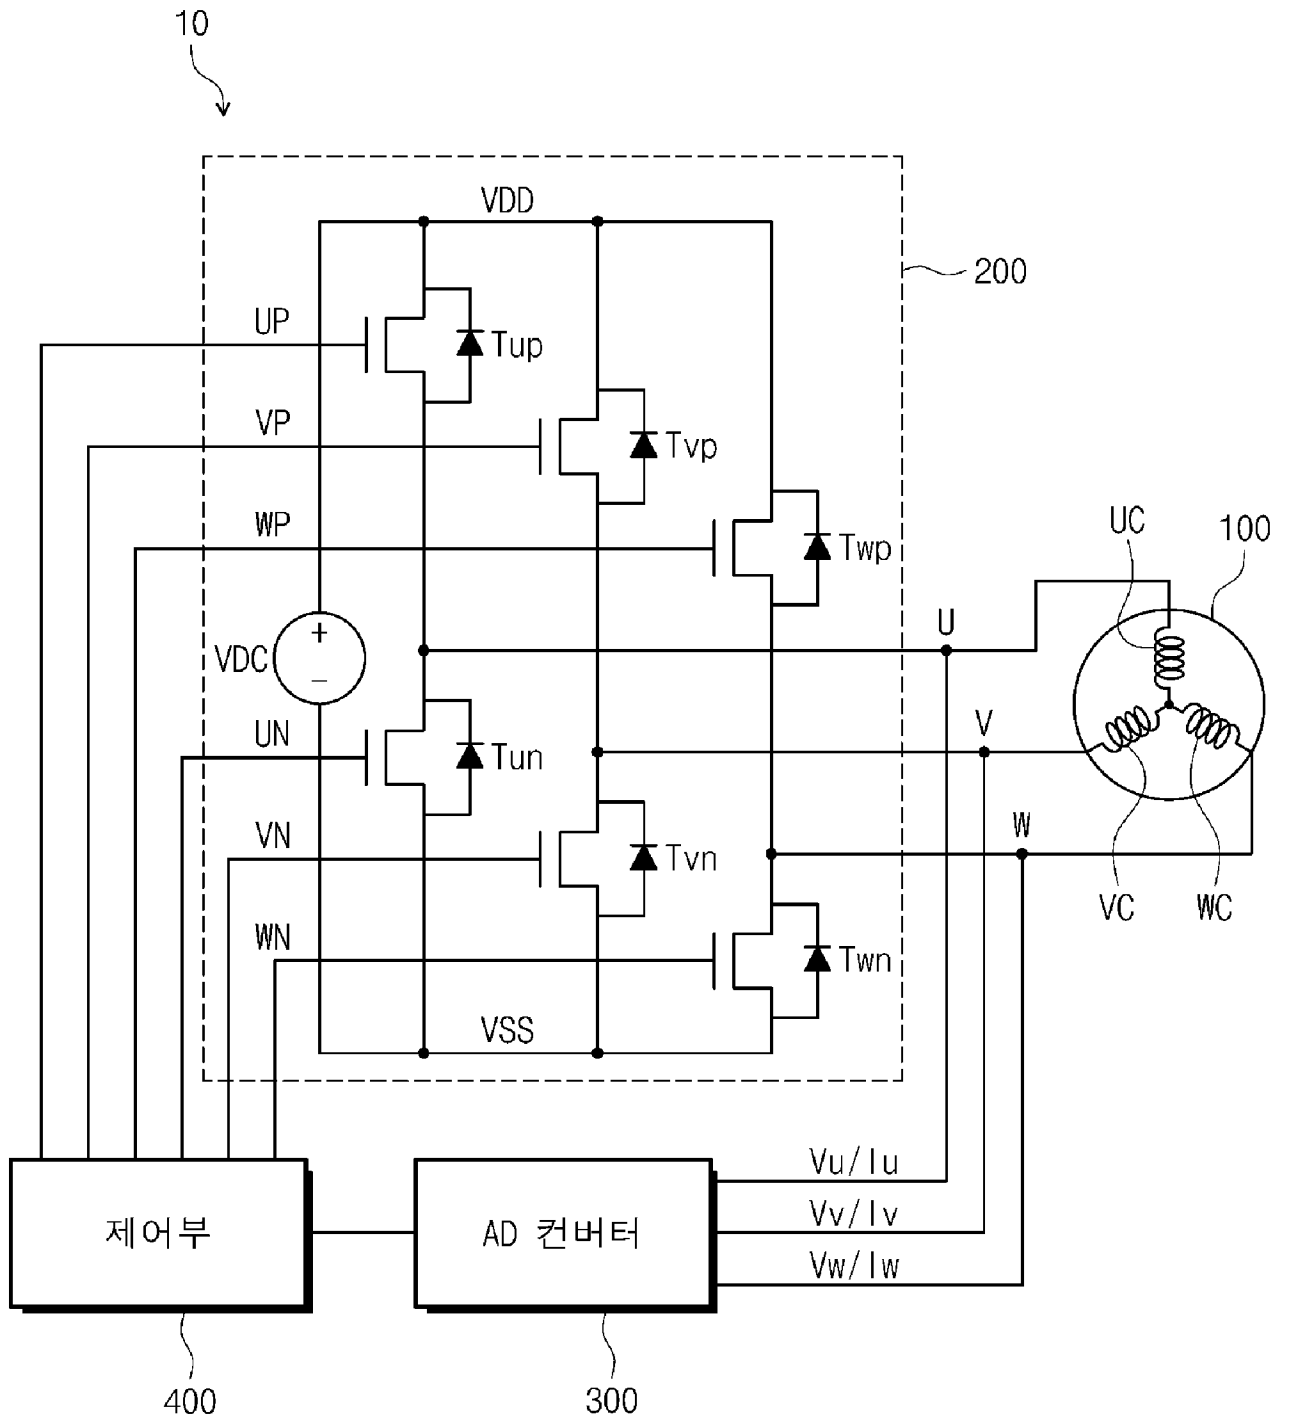 10
VDD
200
UP
Tup
VP
Tvp
WP
Twp
UC
100
U
+
VDC
−
V
UN
Tun
W
VN
Tvn
VC
WC
WN
Twn
VSS
Vu/Iu
제어부
AD 컨버터
Vv/Iv
Vw/Iw
400
300